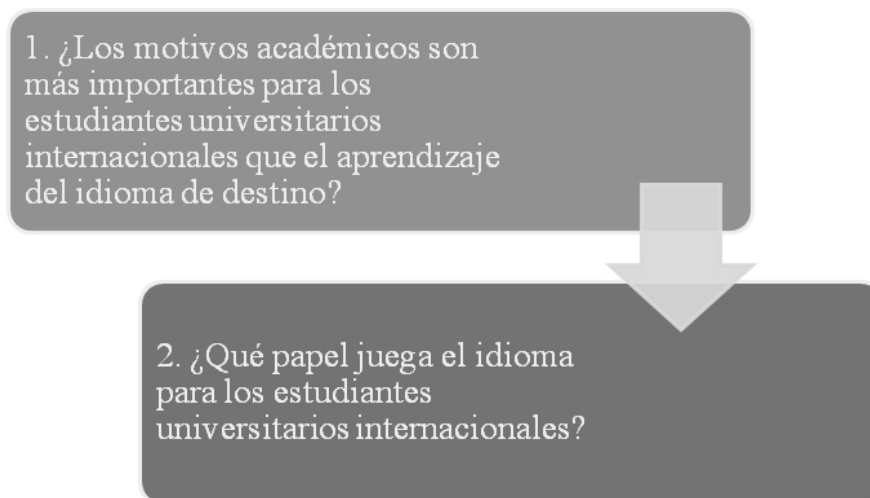 1. ¿Los motivos académicos son
más importantes para los
estudiantes universitarios
internacionales que el aprendizaje
del idioma de destino?
2. ¿Qué papel juega el idioma
para los estudiantes
universitarios internacionales?